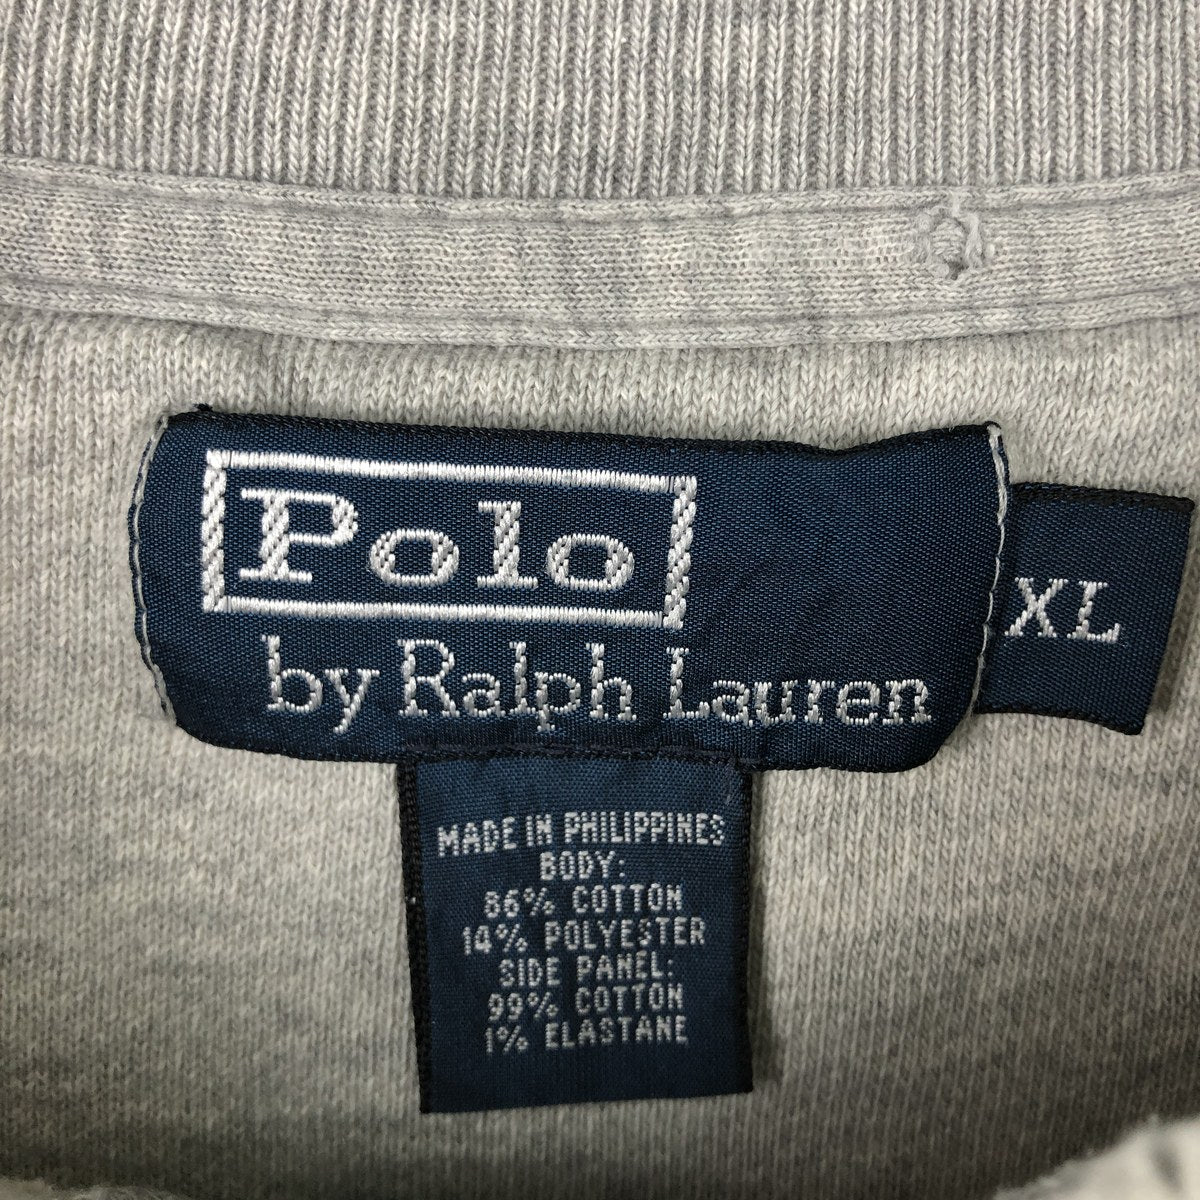 Polo
by Ralph Lauren
XL
MADE IN PHILIPPINES
BODY:
86% COTTON
14% POLYESTER
SIDE PANEL:
99% COTTON
1% ELASTANE